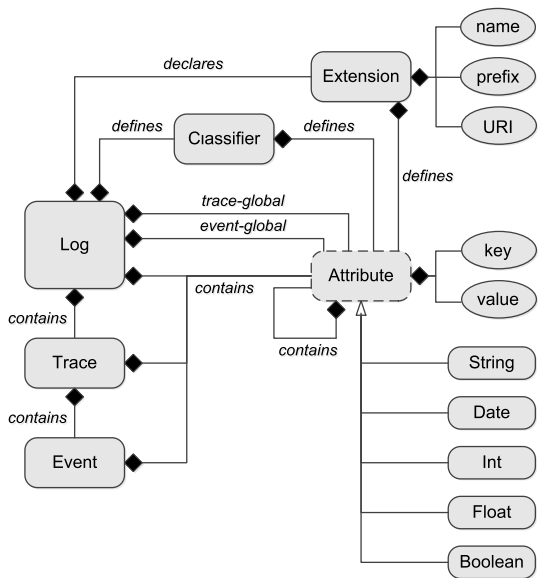 name
declares
Extension
prefix
defines
Classifier
defines
URI
defines
trace-global
event-global
Log
key
Attribute
contains
value
contains
contains
Trace
String
Date
contains
Event
Int
Float
Boolean